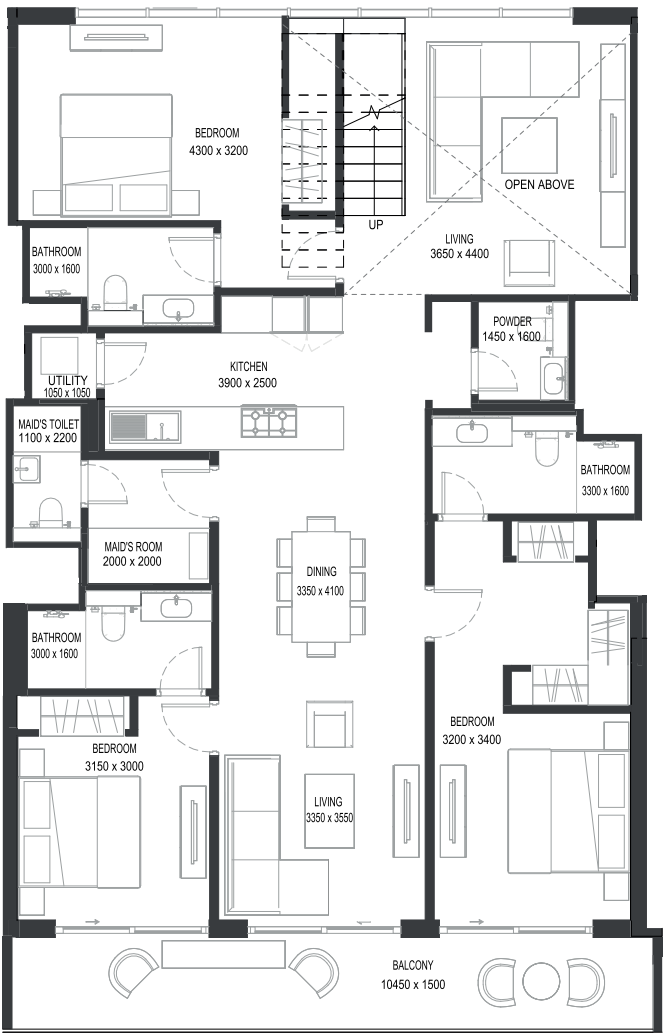 BEDROOM
4300 x 3200
OPEN ABOVE
UP
LIVING
3650 x 4400
BATHROOM
3000 x 1600
POWDER
1450 x 1600
KITCHEN
3900 x 2500
UTILITY
1050 x 1050
MAID'S TOILET
1100 x 2200
BATHROOM
3300 x 1600
MAID'S ROOM
2000 x 2000
DINING
3350 x 4100
BATHROOM
3000 x 1600
BEDROOM
3200 x 3400
BEDROOM
3150 x 3000
LIVING
3350 x 3550
BALCONY
10450 x 1500